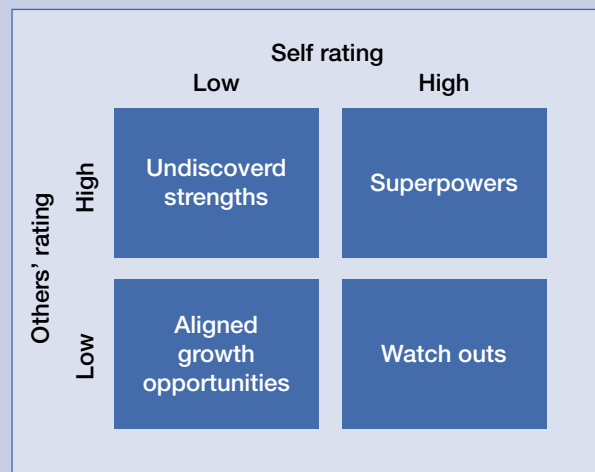 Self rating
Low
High
Others' rating
High
Undiscoverd
strengths
Superpowers
Low
Aligned
growth
opportunities
Watch outs